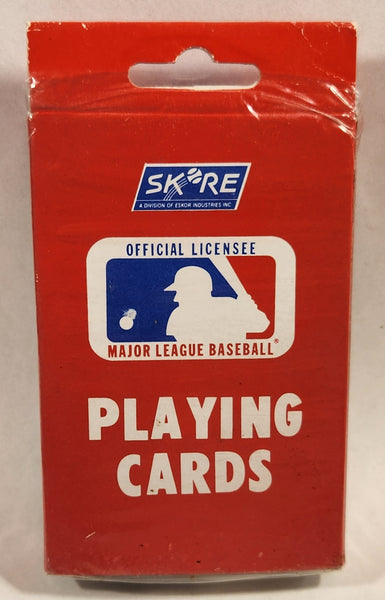 SKORE
A DIVISION OF ESKOR INDUSTRIES INC.
OFFICIAL LICENSEE
MAJOR LEAGUE BASEBALL®
PLAYING
CARDS